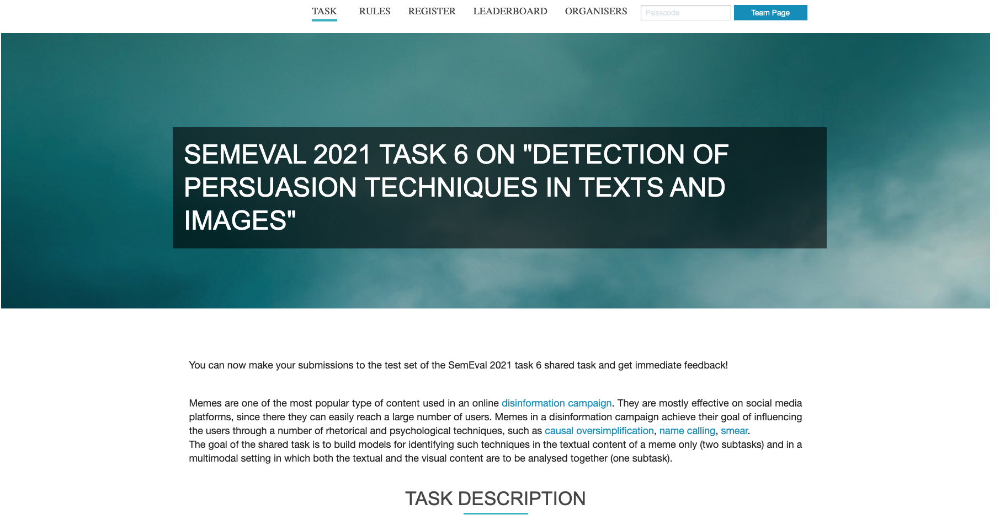 TASK RULES REGISTER LEADERBOARD ORGANISERS Passcode Team Page
SEMEVAL 2021 TASK 6 ON "DETECTION OF
PERSUASION TECHNIQUES IN TEXTS AND
IMAGES"
You can now make your submissions to the test set of the SemEval 2021 task 6 shared task and get immediate feedback!
Memes are one of the most popular type of content used in an online disinformation campaign. They are mostly effective on social media
platforms, since there they can easily reach a large number of users. Memes in a disinformation campaign achieve their goal of influencing
the users through a number of rhetorical and psychological techniques, such as causal oversimplification, name calling, smear.
The goal of the shared task is to build models for identifying such techniques in the textual content of a meme only (two subtasks) and in a
multimodal setting in which both the textual and the visual content are to be analysed together (one subtask).
TASK DESCRIPTION